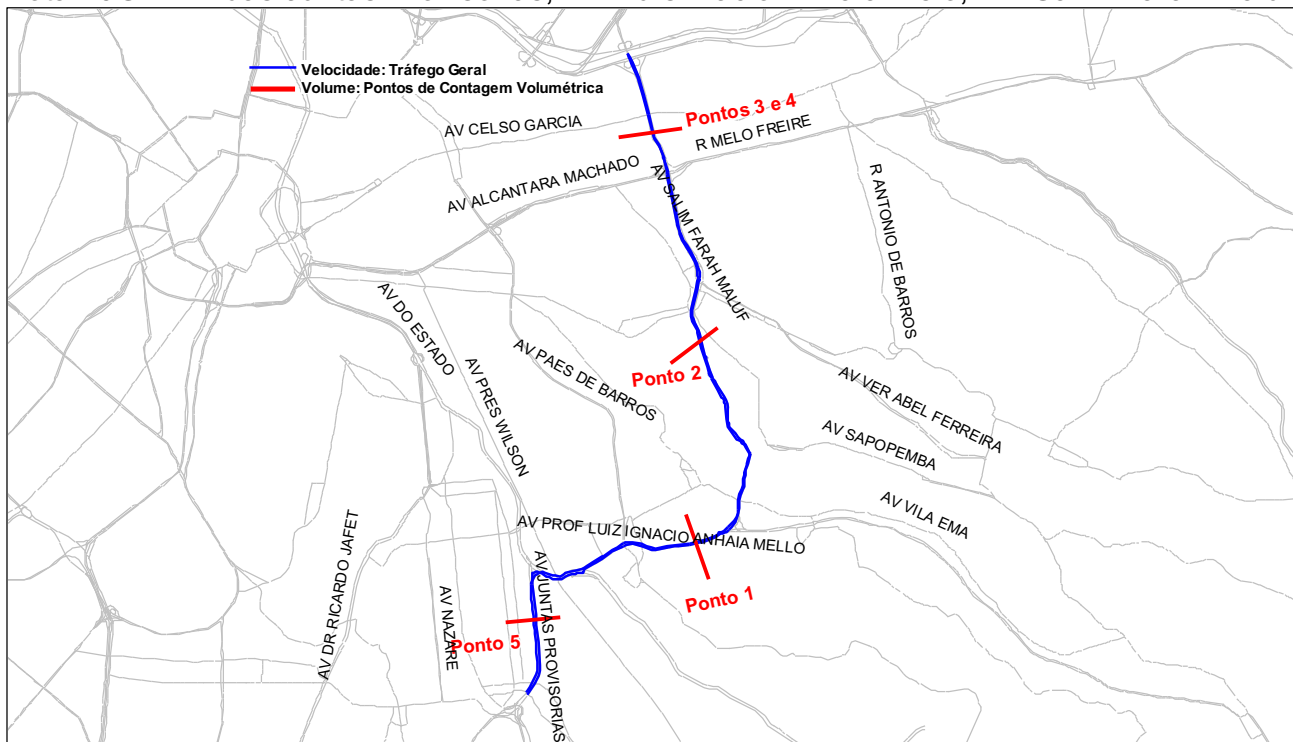 Velocidade: Tráfego Geral
Volume: Pontos de Contagem Volumétrica
Pontos 3 e 4
AV CELSO GARCIA
R MELO FREIRE
AV ALCANTARA MACHADO
AV SALIM FARAH MALUF
R ANTONIO DE BARROS
AV DO ESTADO
AV PRES WILSON
AV PAES DE BARROS
Ponto 2
AV VER ABEL FERREIRA
AV SAPOPEMBA
AV VILA EMA
AV PROF LUIZ IGNACIO ANHAIA MELLO
AV DR RICARDO JAFET
AV NAZARE
AV JUNTAS PROVISORIAS
Ponto 1
Ponto 5